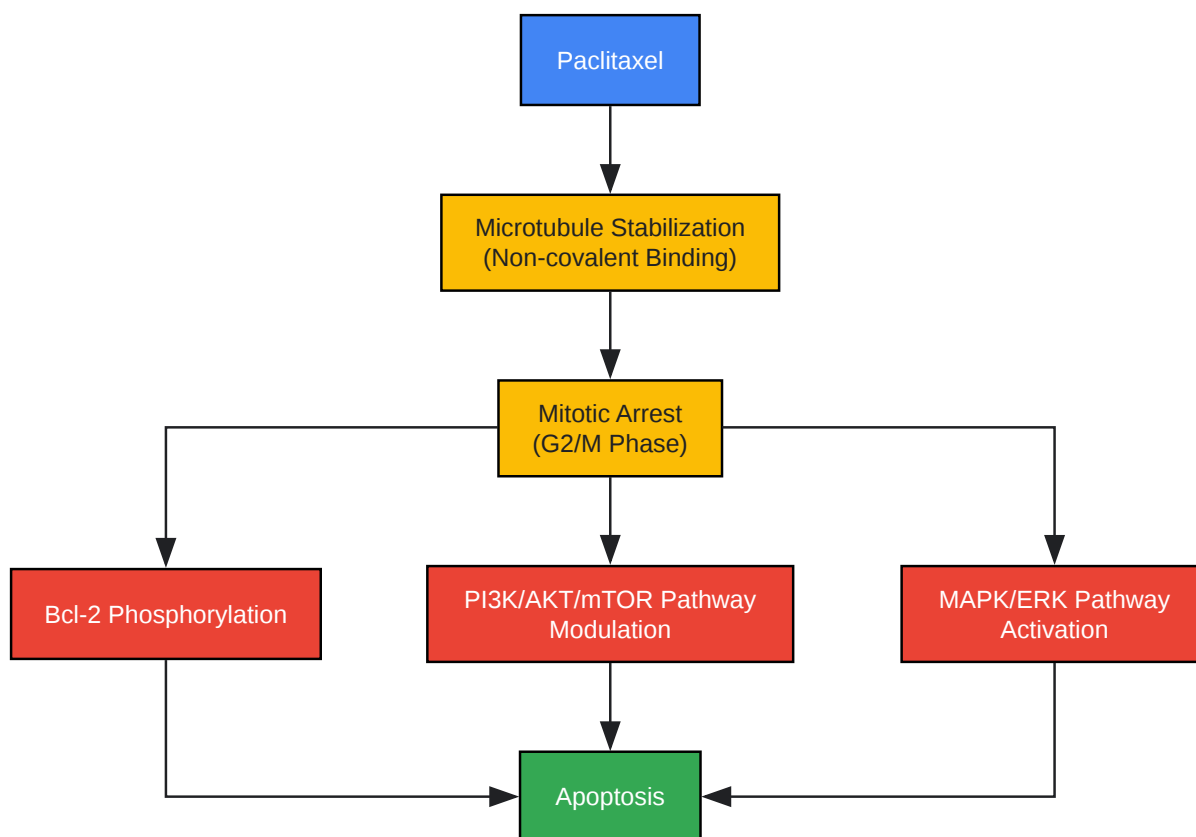 Paclitaxel
Microtubule Stabilization
(Non-covalent Binding)
Mitotic Arrest
(G2/M Phase)
Bcl-2 Phosphorylation
PI3K/AKT/mTOR Pathway
Modulation
MAPK/ERK Pathway
Activation
Apoptosis